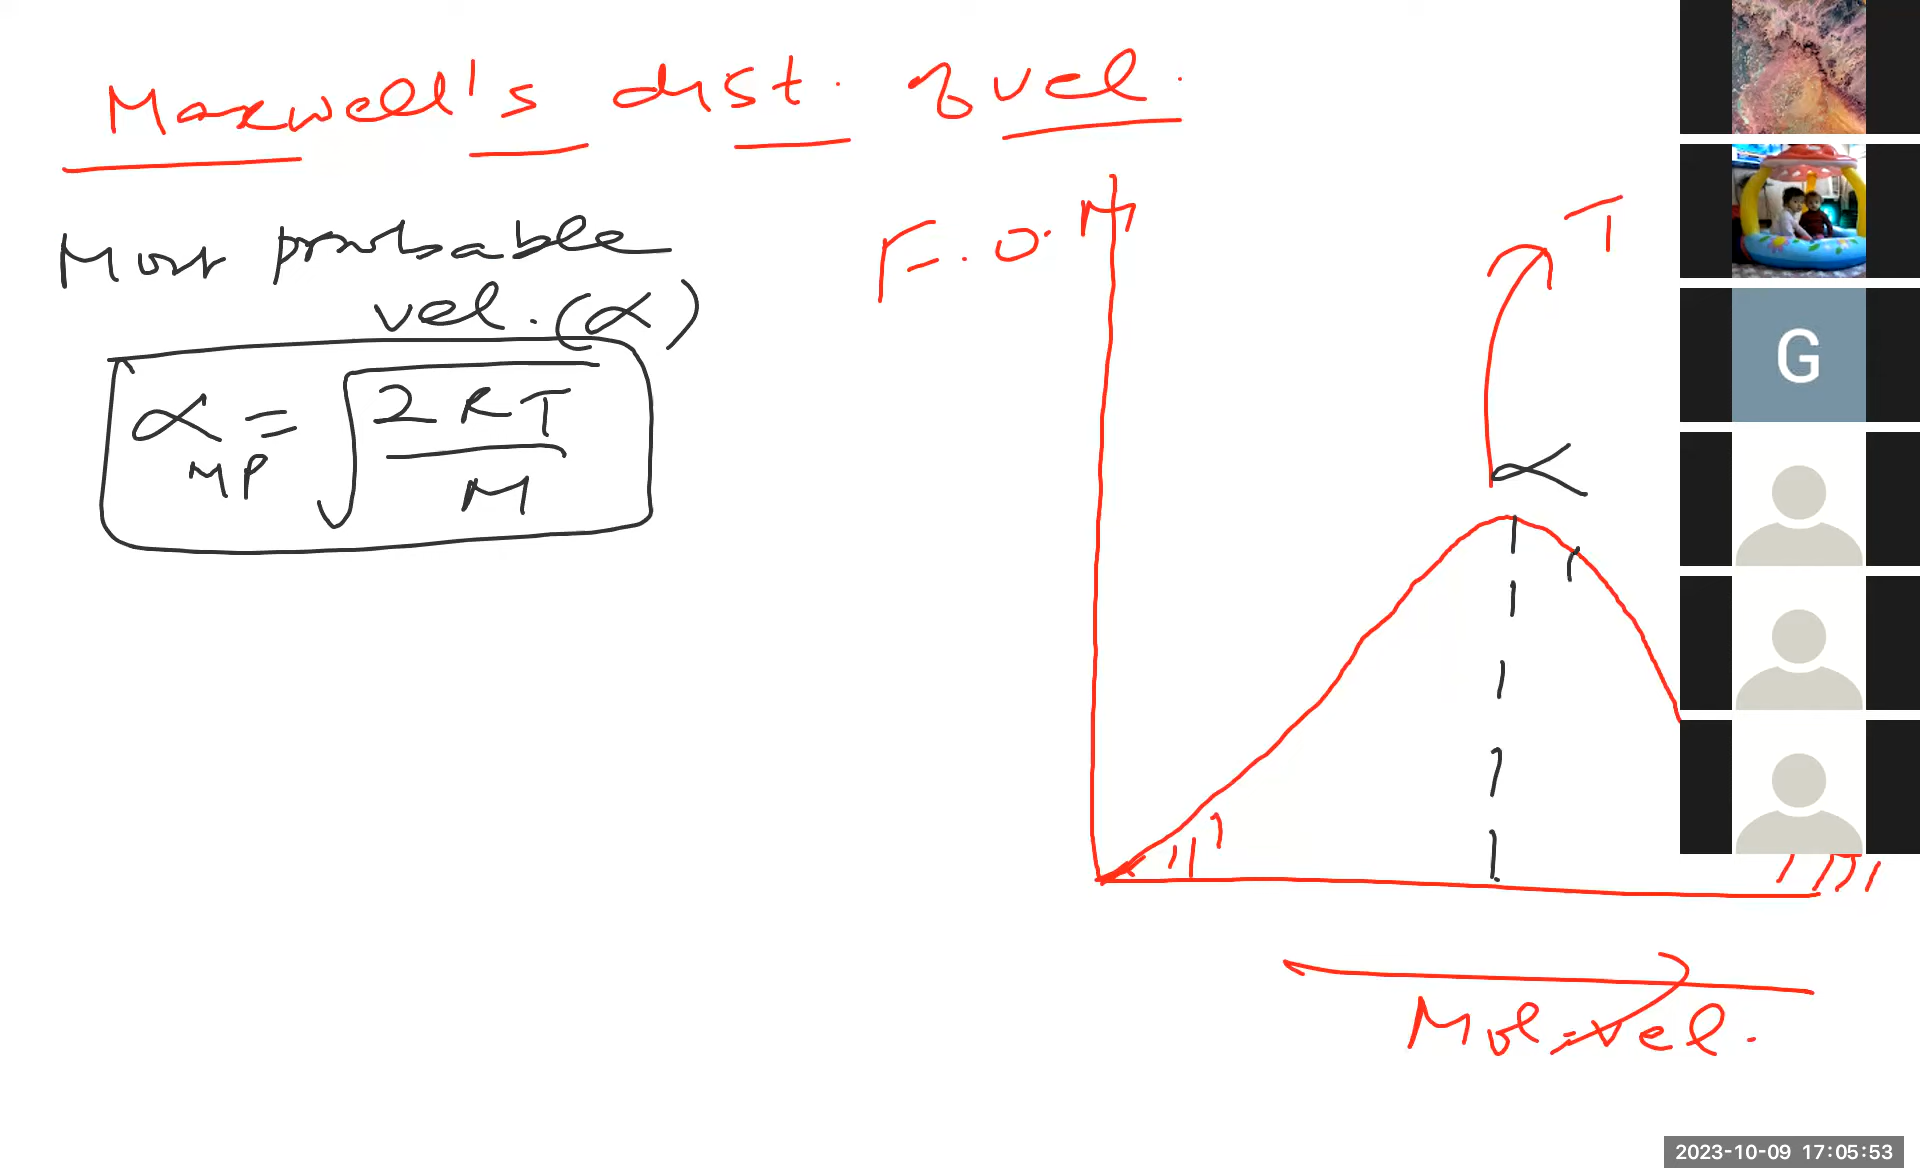 Maxwell's dist. of vel.
Most probable
vel. (α)
α MP = √(2RT/M)
F.O.M
T
α
Mol. vel.
G
2023-10-09 17:05:53